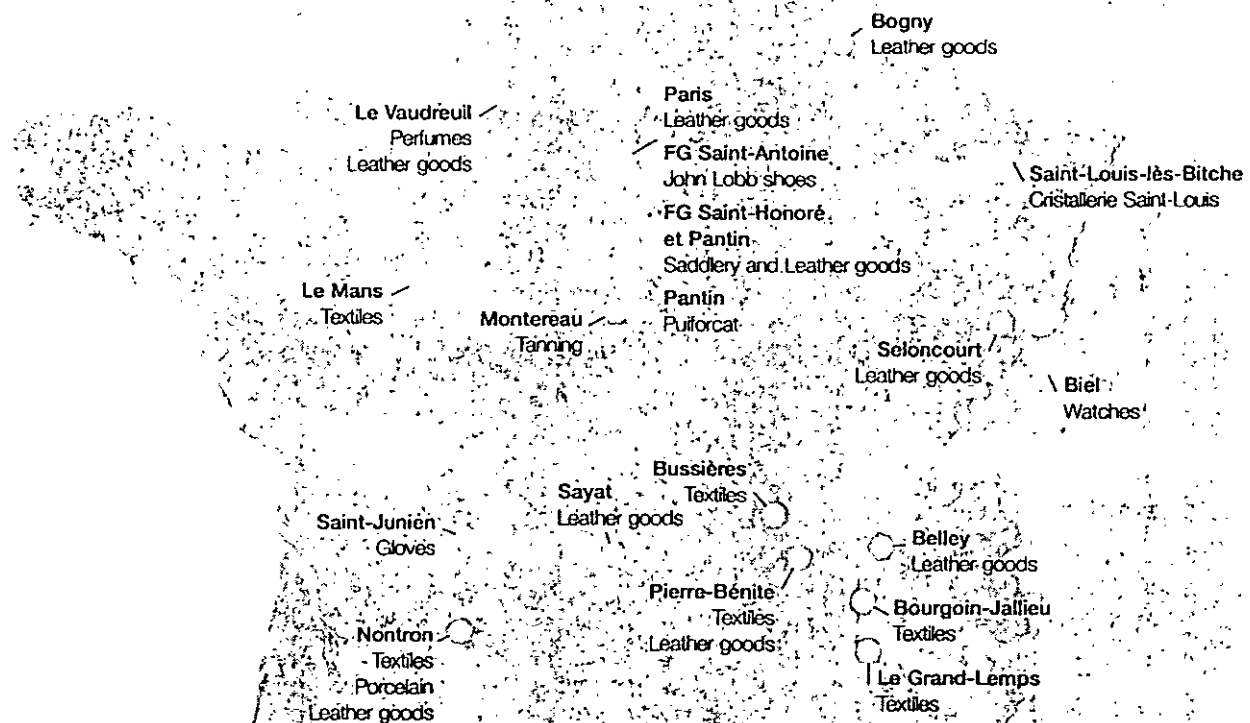 Bogny
Leather goods
Le Vaudreuil
Perfumes
Leather goods
Paris
Leather goods
FG Saint-Antoine
John Lobb shoes
Saint-Louis-lès-Bitche
Cristallerie Saint-Louis
FG Saint-Honoré
et Pantin
Saddlery and Leather goods
Le Mans
Textiles
Pantin
Puiforcat
Montereau
Tanning
Seloncourt
Leather goods
Biel
Watches
Bussières
Textiles
Sayat
Leather goods
Saint-Junien
Gloves
Belley
Leather goods
Pierre-Bénite
Textiles
Leather goods
Bourgoin-Jallieu
Textiles
Nontron
Textiles
Porcelain
Leather goods
Le Grand-Lemps
Textiles